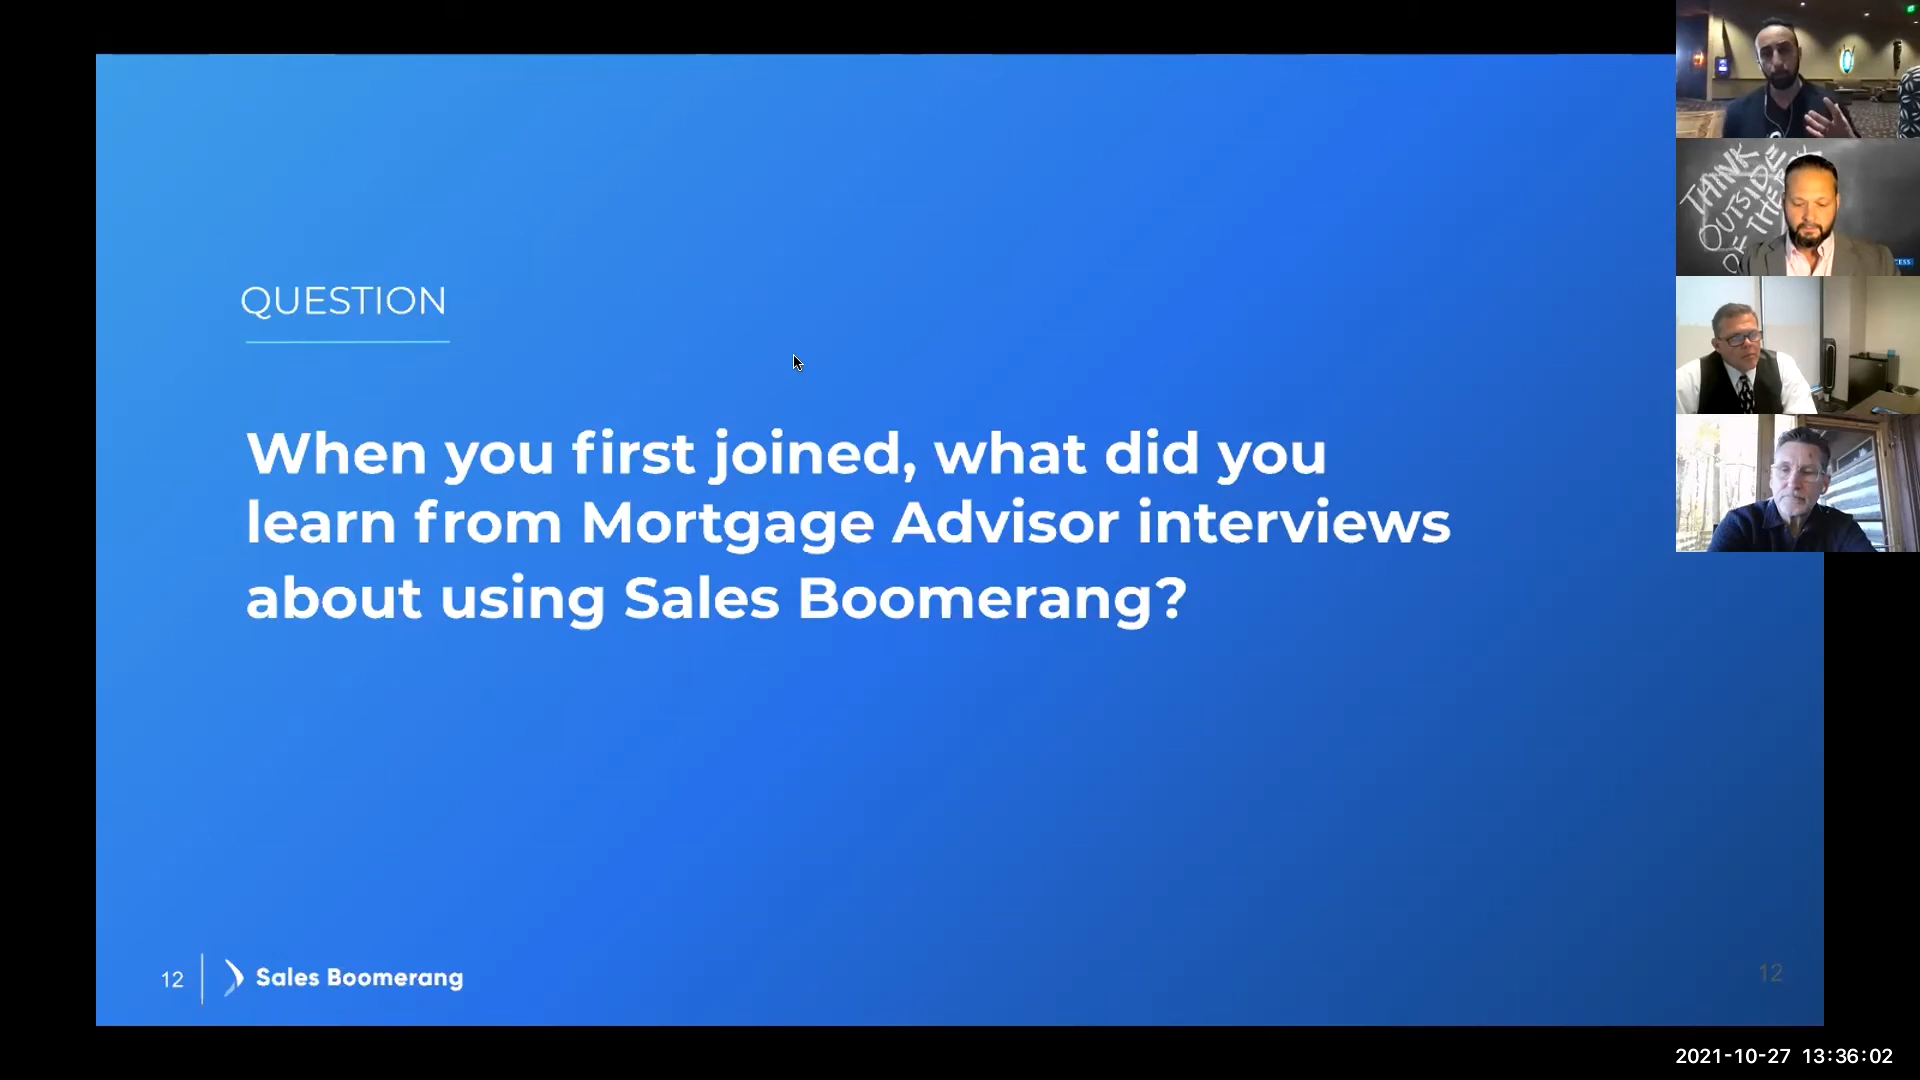 QUESTION
When you first joined, what did you
learn from Mortgage Advisor interviews
about using Sales Boomerang?
12
Sales Boomerang
12
THINK
OUTSIDE
OF THE
2021-10-27 13:36:02